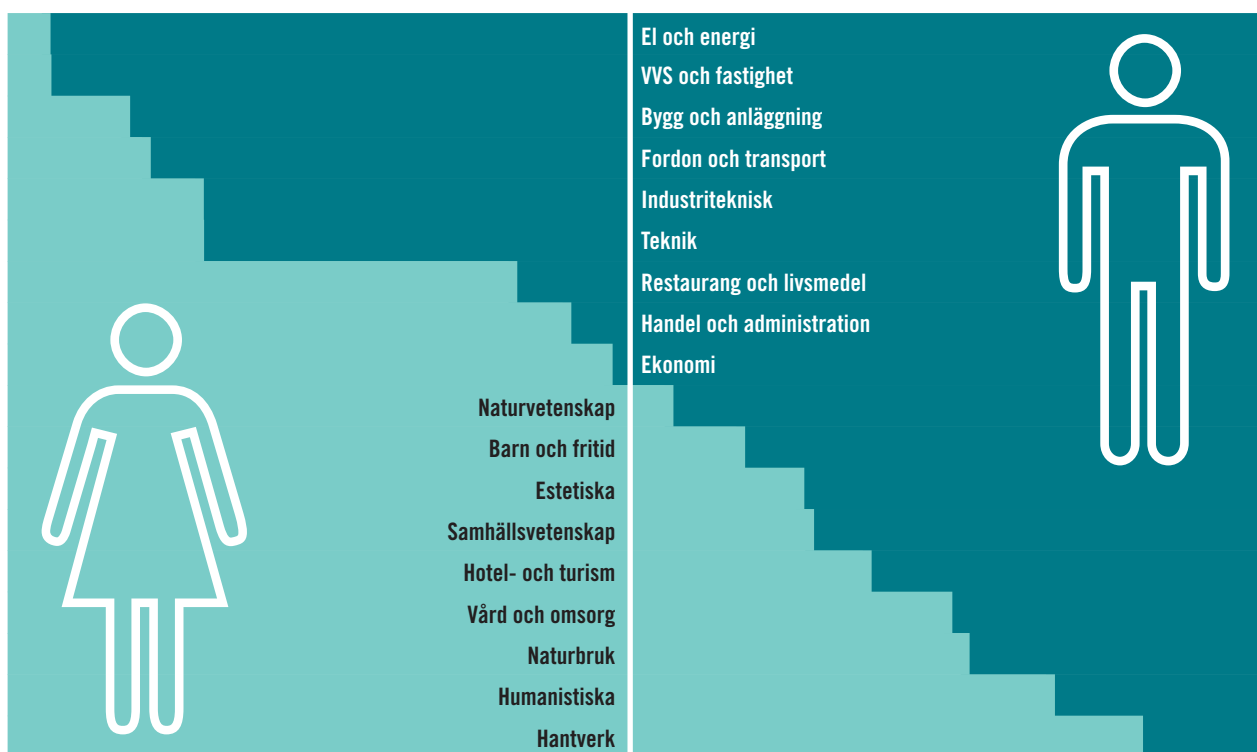 El och energi
VVS och fastighet
Bygg och anläggning
Fordon och transport
Industriteknisk
Teknik
Restaurang och livsmedel
Handel och administration
Ekonomi
Naturvetenskap
Barn och fritid
Estetiska
Samhällsvetenskap
Hotel- och turism
Vård och omsorg
Naturbruk
Humanistiska
Hantverk